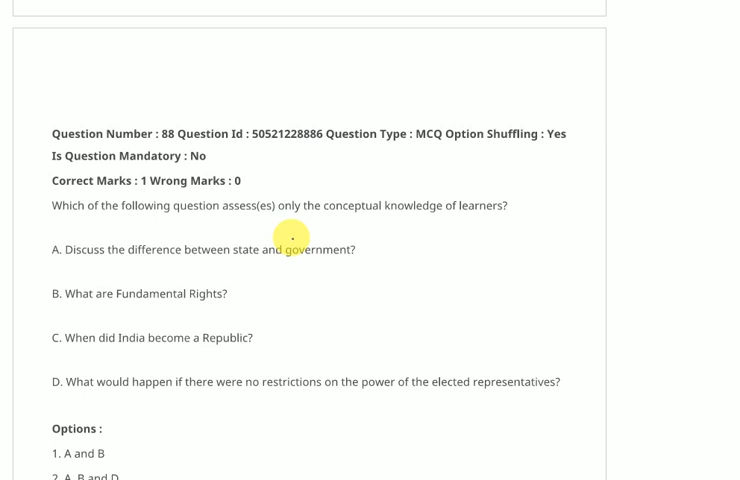 Question Number : 88 Question Id : 50521228886 Question Type : MCQ Option Shuffling : Yes
Is Question Mandatory : No
Correct Marks : 1 Wrong Marks : 0
Which of the following question assess(es) only the conceptual knowledge of learners?
A. Discuss the difference between state and government?
B. What are Fundamental Rights?
C. When did India become a Republic?
D. What would happen if there were no restrictions on the power of the elected representatives?
Options :
1. A and B
2. A, B and D